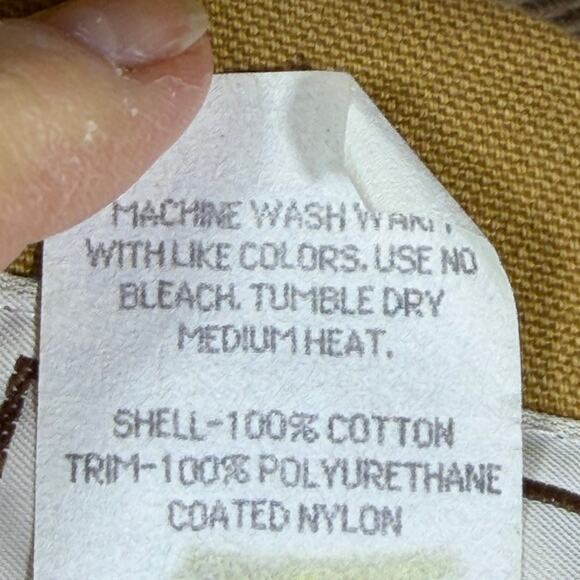 MACHINE WASH WARM
WITH LIKE COLORS. USE NO
BLEACH. TUMBLE DRY
MEDIUM HEAT.
SHELL-100% COTTON
TRIM-100% POLYURETHANE
COATED NYLON